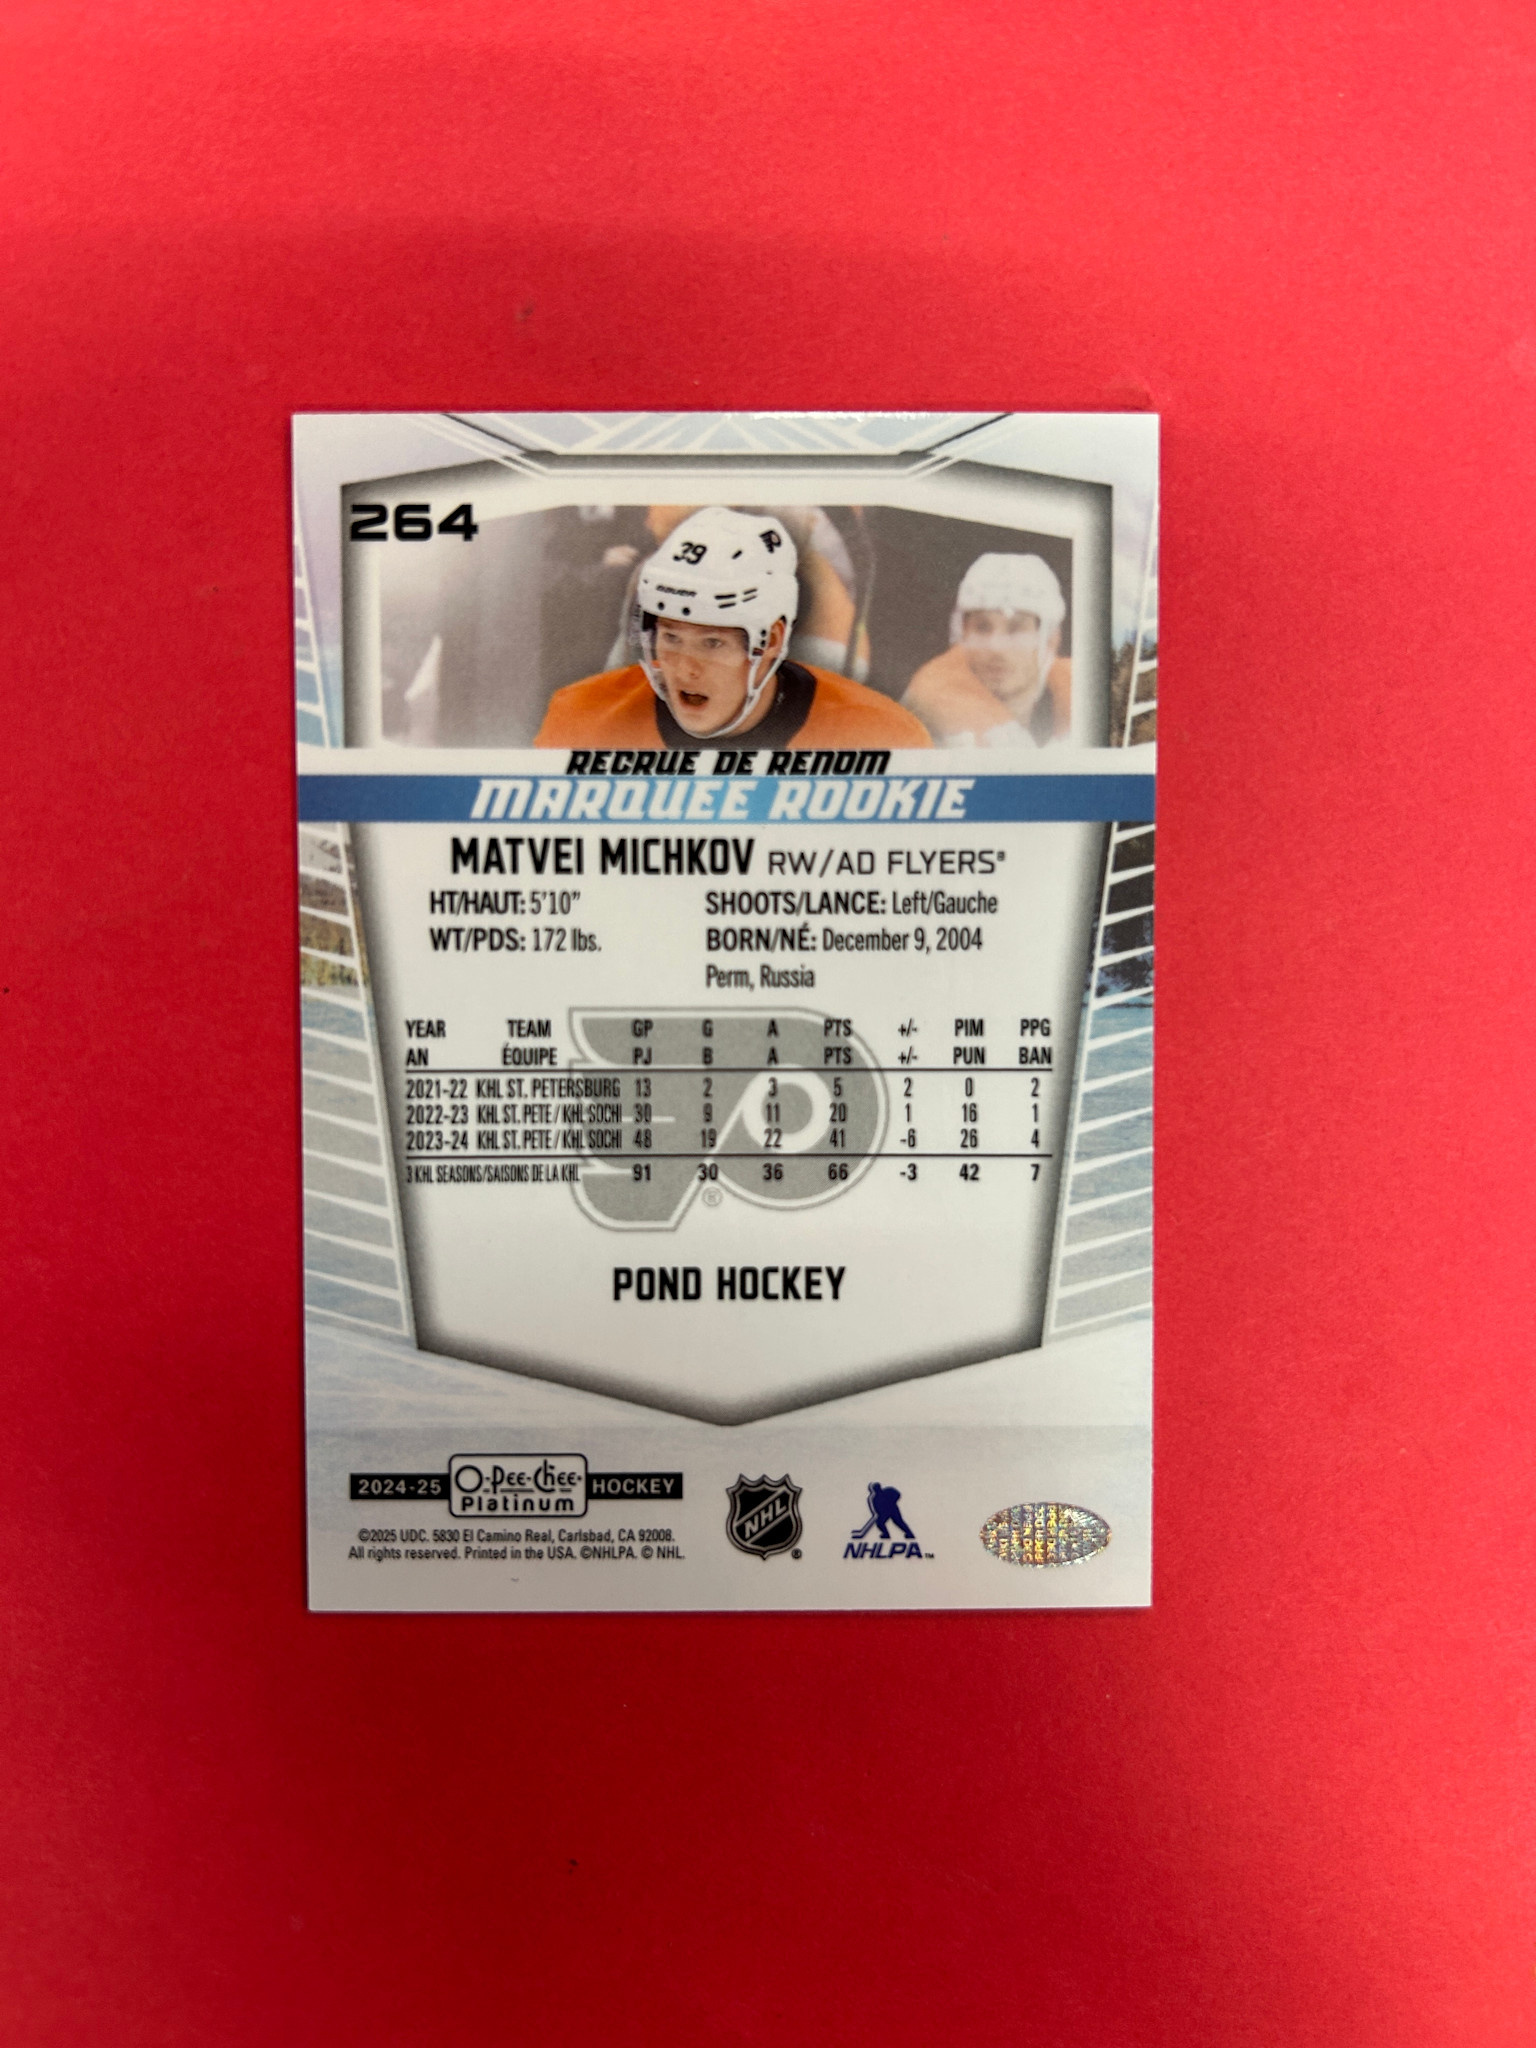 264
39
BAUER
RECRUE DE RENOM
MARQUEE ROOKIE
MATVEI MICHKOV RW/AD FLYERS®
HT/HAUT: 5'10" SHOOTS/LANCE: Left/Gauche
WT/PDS: 172 lbs. BORN/NÉ: December 9, 2004
Perm, Russia
YEAR TEAM GP G A PTS +/- PIM PPG
AN ÉQUIPE PJ B A PTS +/- PUN BAN
2021-22 KHL ST. PETERSBURG 13 2 3 5 2 0 2
2022-23 KHL ST. PETE / KHL SOCHI 30 9 11 20 1 16 1
2023-24 KHL ST. PETE / KHL SOCHI 48 19 22 41 -6 26 4
3 KHL SEASONS/SAISONS DE LA KHL 91 30 36 66 -3 42 7
®
POND HOCKEY
2024-25 O-Pee-Chee Platinum HOCKEY
©2025 UDC. 5830 El Camino Real, Carlsbad, CA 92008.
All rights reserved. Printed in the USA. ©NHLPA. © NHL.
NHL ®
NHLPA™